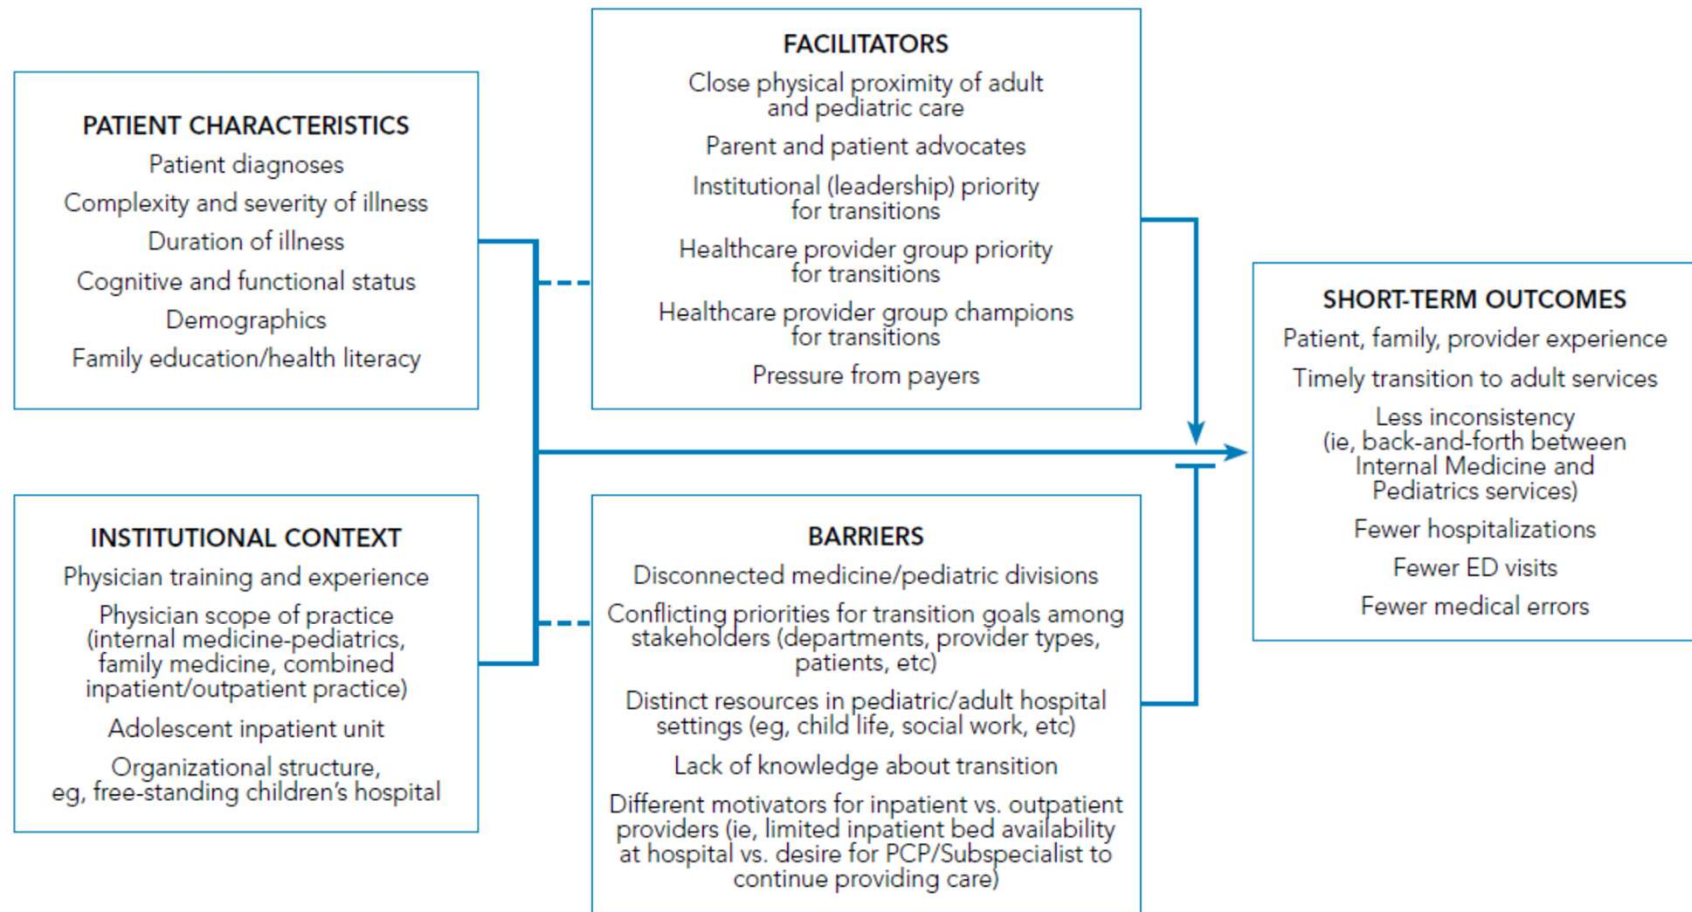 PATIENT CHARACTERISTICS
Patient diagnoses
Complexity and severity of illness
Duration of illness
Cognitive and functional status
Demographics
Family education/health literacy
INSTITUTIONAL CONTEXT
Physician training and experience
Physician scope of practice
(internal medicine-pediatrics,
family medicine, combined
inpatient/outpatient practice)
Adolescent inpatient unit
Organizational structure,
eg, free-standing children’s hospital
FACILITATORS
Close physical proximity of adult
and pediatric care
Parent and patient advocates
Institutional (leadership) priority
for transitions
Healthcare provider group priority
for transitions
Healthcare provider group champions
for transitions
Pressure from payers
BARRIERS
Disconnected medicine/pediatric divisions
Conflicting priorities for transition goals among
stakeholders (departments, provider types,
patients, etc)
Distinct resources in pediatric/adult hospital
settings (eg, child life, social work, etc)
Lack of knowledge about transition
Different motivators for inpatient vs. outpatient
providers (ie, limited inpatient bed availability
at hospital vs. desire for PCP/Subspecialist to
continue providing care)
SHORT-TERM OUTCOMES
Patient, family, provider experience
Timely transition to adult services
Less inconsistency
(ie, back-and-forth between
Internal Medicine and
Pediatrics services)
Fewer hospitalizations
Fewer ED visits
Fewer medical errors